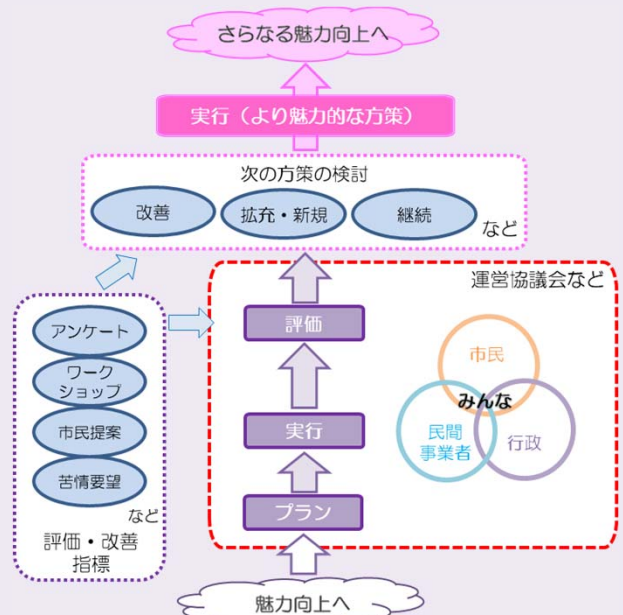 さらなる魅力向上へ
実行（より魅力的な方策）
次の方策の検討
改善
拡充・新規
継続
など
運営協議会など
評価
実行
プラン
市民
みんな
民間
事業者
行政
アンケート
ワーク
ショップ
市民提案
苦情要望
など
評価・改善
指標
魅力向上へ